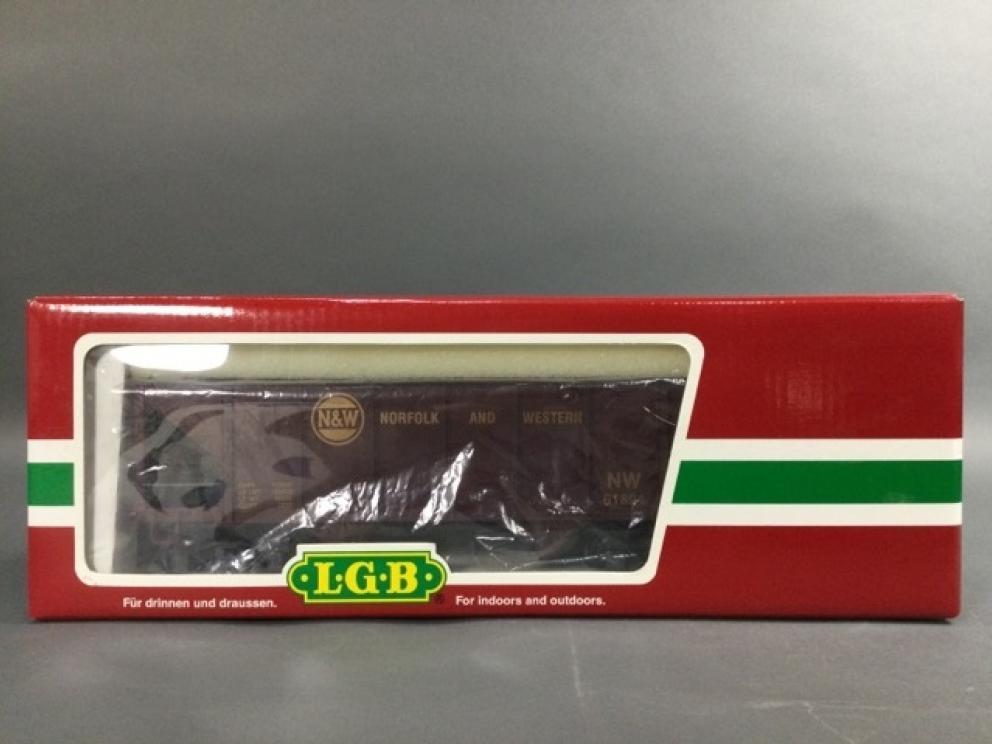 N&W NORFOLK AND WESTERN
NW
L·G·B
Für drinnen und draussen.
For indoors and outdoors.